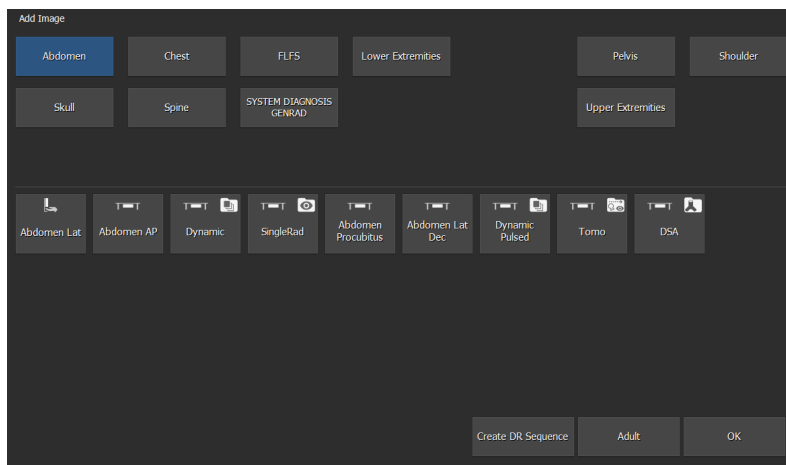 Add Image
Abdomen
Chest
FLFS
Lower Extremities
Pelvis
Shoulder
Skull
Spine
SYSTEM DIAGNOSIS
GENRAD
Upper Extremities
Abdomen Lat
Abdomen AP
Dynamic
SingleRad
Abdomen
Procubitus
Abdomen Lat
Dec
Dynamic
Pulsed
Tomo
DSA
Create DR Sequence
Adult
OK